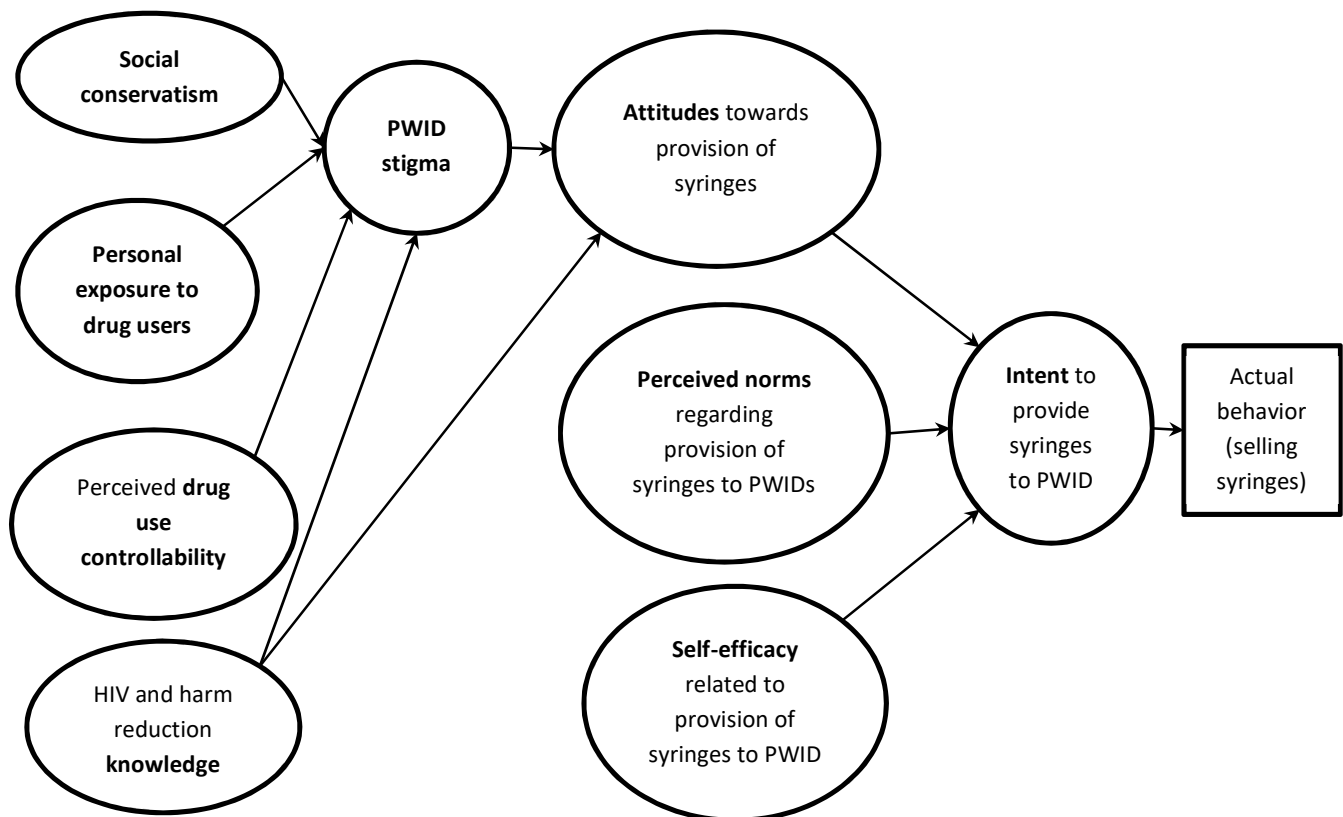 Social
conservatism
PWID
stigma
Attitudes towards
provision of
syringes
Personal
exposure to
drug users
Perceived norms
regarding
provision of
syringes to PWIDs
Intent to
provide
syringes
to PWID
Actual
behavior
(selling
syringes)
Perceived drug
use
controllability
Self-efficacy
related to
provision of
syringes to PWID
HIV and harm
reduction
knowledge